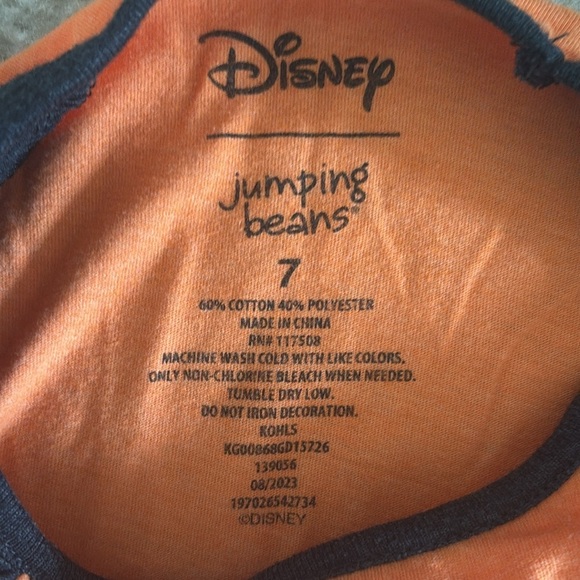 Disney
jumping
beans®
7
60% COTTON 40% POLYESTER
MADE IN CHINA
RN# 117508
MACHINE WASH COLD WITH LIKE COLORS.
ONLY NON-CHLORINE BLEACH WHEN NEEDED.
TUMBLE DRY LOW.
DO NOT IRON DECORATION.
KOHLS
KG00868GD15726
139056
08/2023
197026542734
©DISNEY